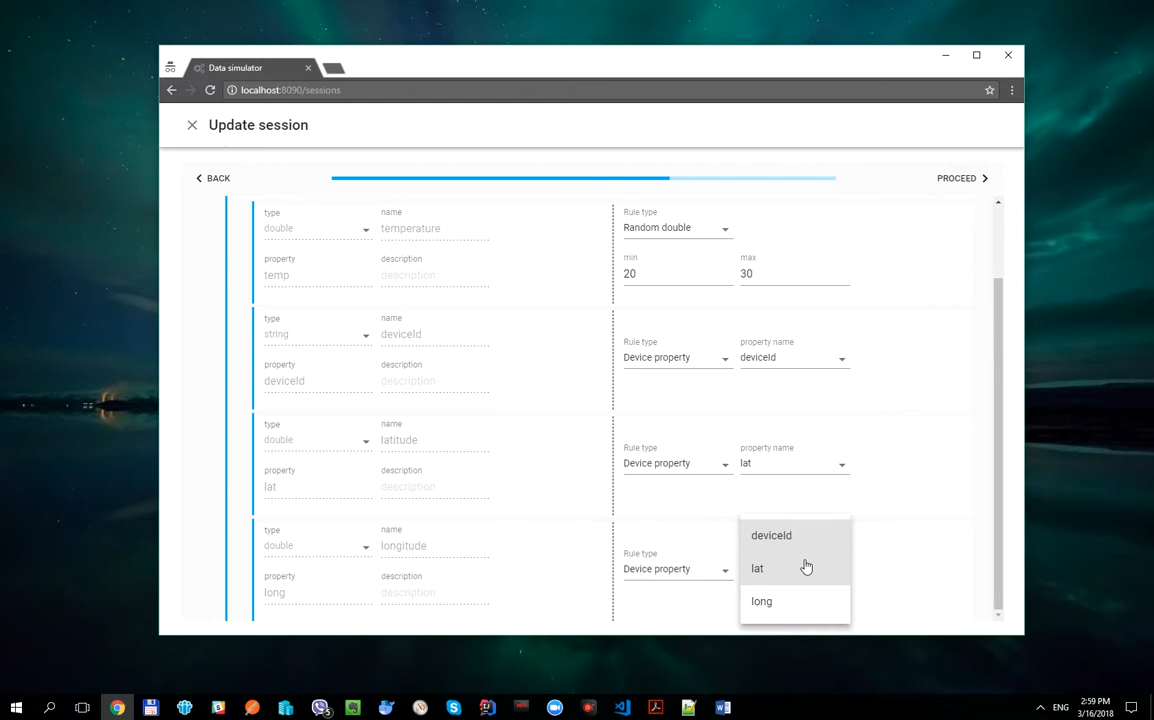 Data simulator
localhost:8090/sessions
Update session
BACK
PROCEED
type
name
double
temperature
property
description
temp
description
Rule type
Random double
min
max
20
30
type
name
string
deviceId
property
description
deviceId
description
Rule type
property name
Device property
deviceId
type
name
double
latitude
property
description
lat
description
Rule type
property name
Device property
lat
type
name
double
longitude
property
description
long
description
Rule type
Device property
deviceId
lat
long
5
ENG
2:59 PM
3/16/2018